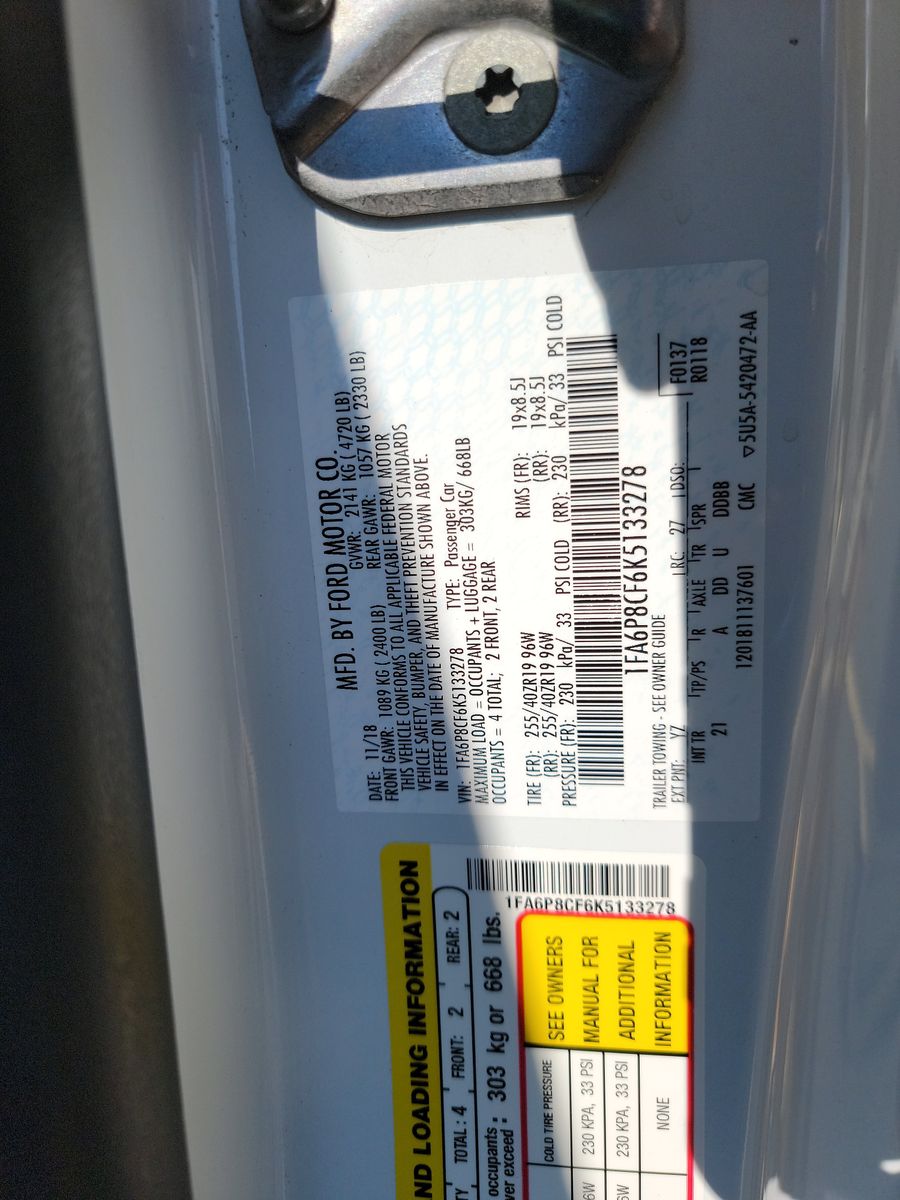 MFD. BY FORD MOTOR CO.
DATE: 11/18 GVWR: 2141 KG ( 4720 LB)
FRONT GAWR: 1089 KG ( 2400 LB) REAR GAWR: 1057 KG ( 2330 LB)
THIS VEHICLE CONFORMS TO ALL APPLICABLE FEDERAL MOTOR
VEHICLE SAFETY, BUMPER, AND THEFT PREVENTION STANDARDS
IN EFFECT ON THE DATE OF MANUFACTURE SHOWN ABOVE.
VIN: 1FA6P8CF6K5133278 TYPE: Passenger Car
MAXIMUM LOAD = OCCUPANTS + LUGGAGE = 303KG/ 668LB
OCCUPANTS = 4 TOTAL; 2 FRONT, 2 REAR
TIRE (FR): 255/40ZR19 96W RIMS (FR): 19x8.5J
(RR): 255/40ZR19 96W (RR): 19x8.5J
PRESSURE (FR): 230 kPa/ 33 PSI COLD (RR): 230 kPa/ 33 PSI COLD
1FA6P8CF6K5133278
TRAILER TOWING - SEE OWNER GUIDE
EXT PNT: YZ RC: 27 DSO: F0137
INT TR TP/PS R AXLE TR SPR R0118
21 A DD U DDBB
1201811137601 CMC ▽5U5A-5420472-AA
ND LOADING INFORMATION
TY TOTAL: 4 FRONT: 2 REAR: 2
occupants : 303 kg or 668 lbs.
ver exceed :
1FA6P8CF6K5133278
COLD TIRE PRESSURE
6W 230 KPA, 33 PSI
6W 230 KPA, 33 PSI
NONE
SEE OWNERS
MANUAL FOR
ADDITIONAL
INFORMATION